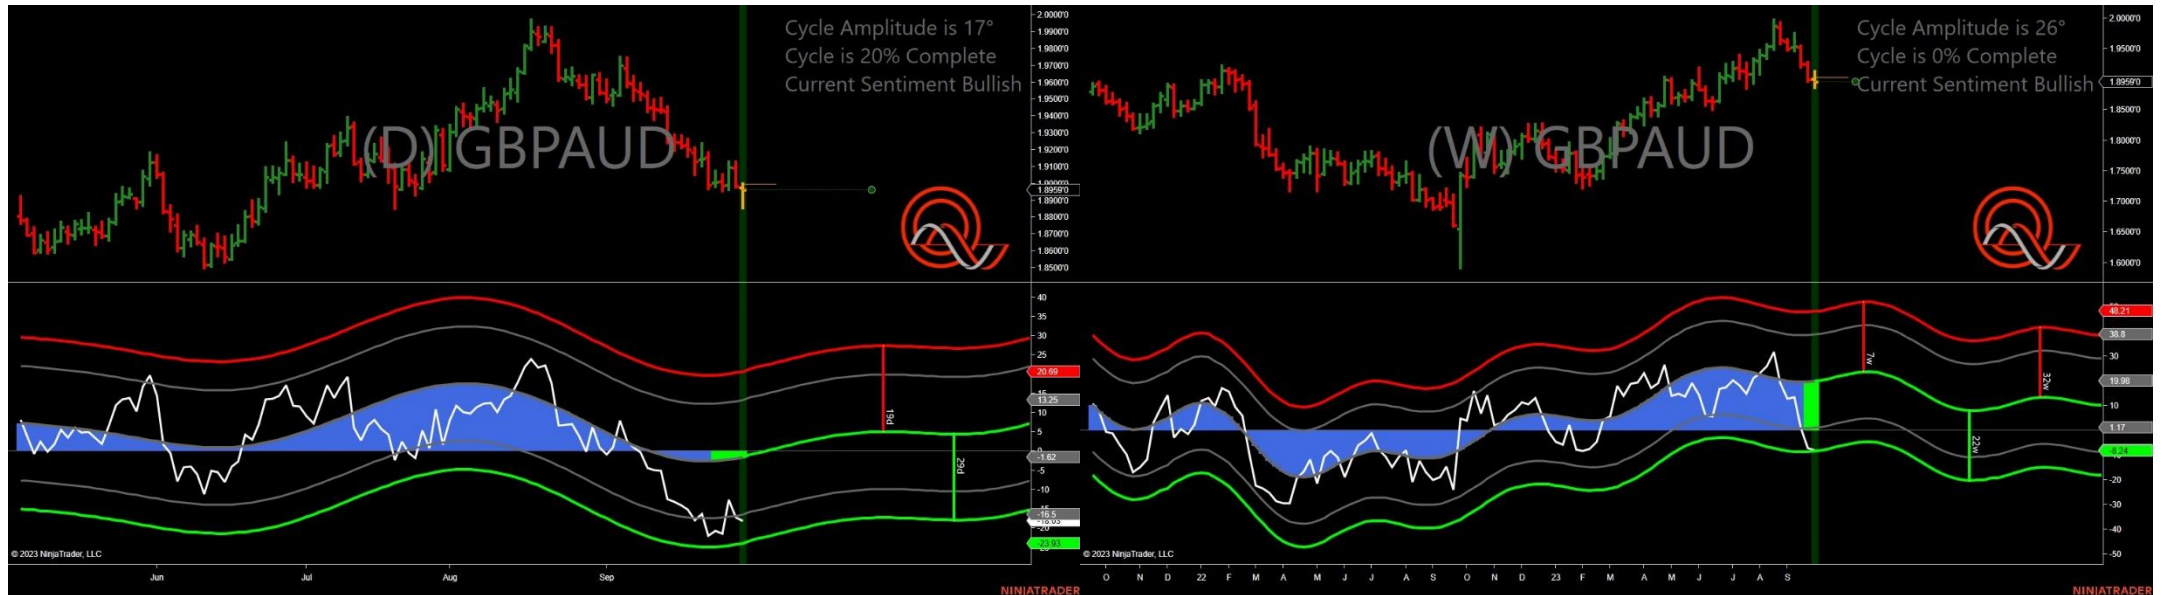 Cycle Amplitude is 17°
Cycle is 20% Complete
Current Sentiment Bullish
(D) GBPAUD
2.0000'0
1.9900'0
1.9800'0
1.9700'0
1.9600'0
1.9500'0
1.9400'0
1.9300'0
1.9200'0
1.9100'0
1.8959'0
1.8900'0
1.8800'0
1.8700'0
1.8600'0
1.8500'0
40
35
30
25
20.69
15
13.25
10
5
0
-1.62
-5
-10
-16.5
-20
-23.93
19d
29d
© 2023 NinjaTrader, LLC
Jun
Jul
Aug
Sep
NINJATRADER
Cycle Amplitude is 26°
Cycle is 0% Complete
Current Sentiment Bullish
(W) GBPAUD
2.0000'0
1.9500'0
1.8959'0
1.8500'0
1.8000'0
1.7500'0
1.7000'0
1.6500'0
1.6000'0
48.21
38.8
30
19.98
10
1.17
-8.24
-20
-30
-40
-50
7w
22w
32w
© 2023 NinjaTrader, LLC
O N D 22 F M A M J J A S O N D 23 F M A M J J A S
NINJATRADER